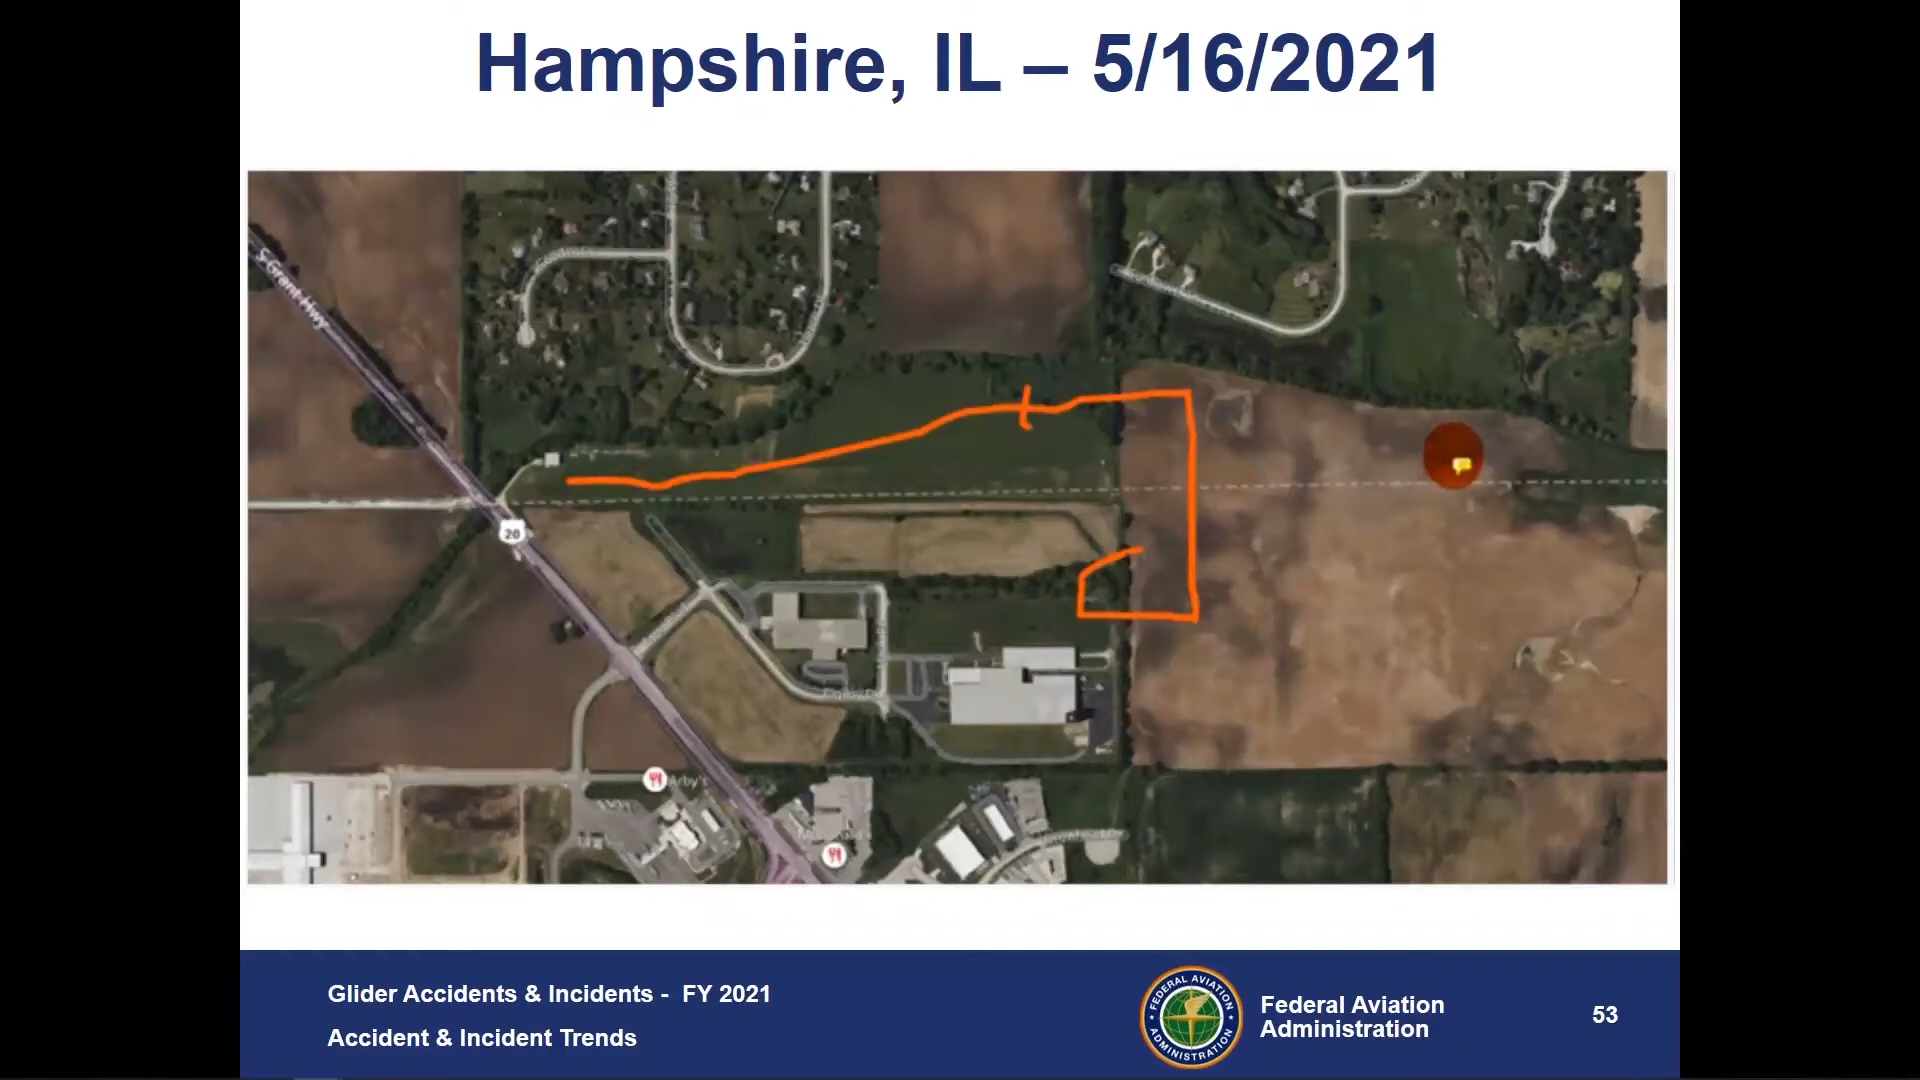 Hampshire, IL – 5/16/2021
S Grant Hwy
20
Arby's
Glider Accidents & Incidents - FY 2021
Accident & Incident Trends
FEDERAL AVIATION
ADMINISTRATION
Federal Aviation
Administration
53